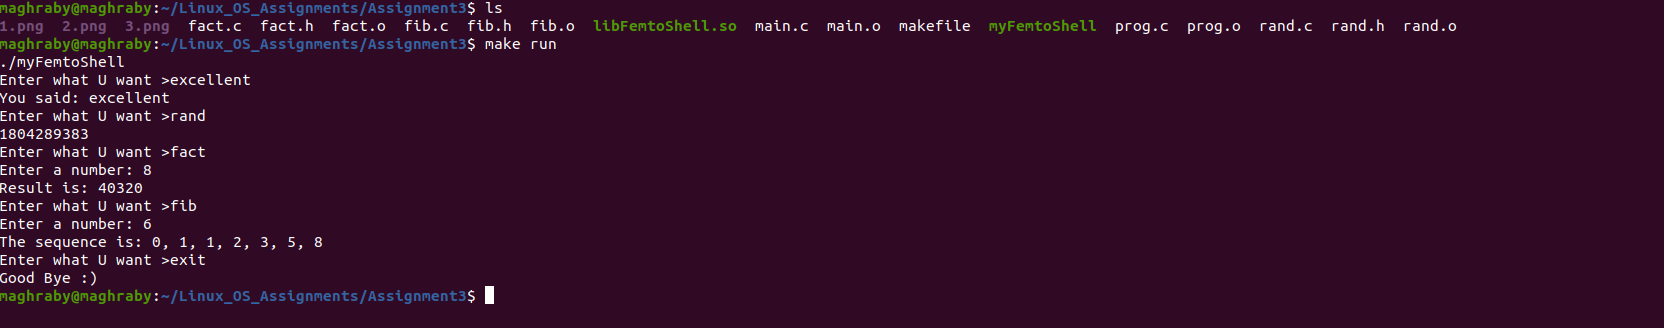 maghraby@maghraby:~/Linux_OS_Assignments/Assignment3$ ls
1.png  2.png  3.png  fact.c  fact.h  fact.o  fib.c  fib.h  fib.o  libFemtoShell.so  main.c  main.o  makefile  myFemtoShell  prog.c  prog.o  rand.c  rand.h  rand.o
maghraby@maghraby:~/Linux_OS_Assignments/Assignment3$ make run
./myFemtoShell
Enter what U want >excellent
You said: excellent
Enter what U want >rand
1804289383
Enter what U want >fact
Enter a number: 8
Result is: 40320
Enter what U want >fib
Enter a number: 6
The sequence is: 0, 1, 1, 2, 3, 5, 8
Enter what U want >exit
Good Bye :)
maghraby@maghraby:~/Linux_OS_Assignments/Assignment3$